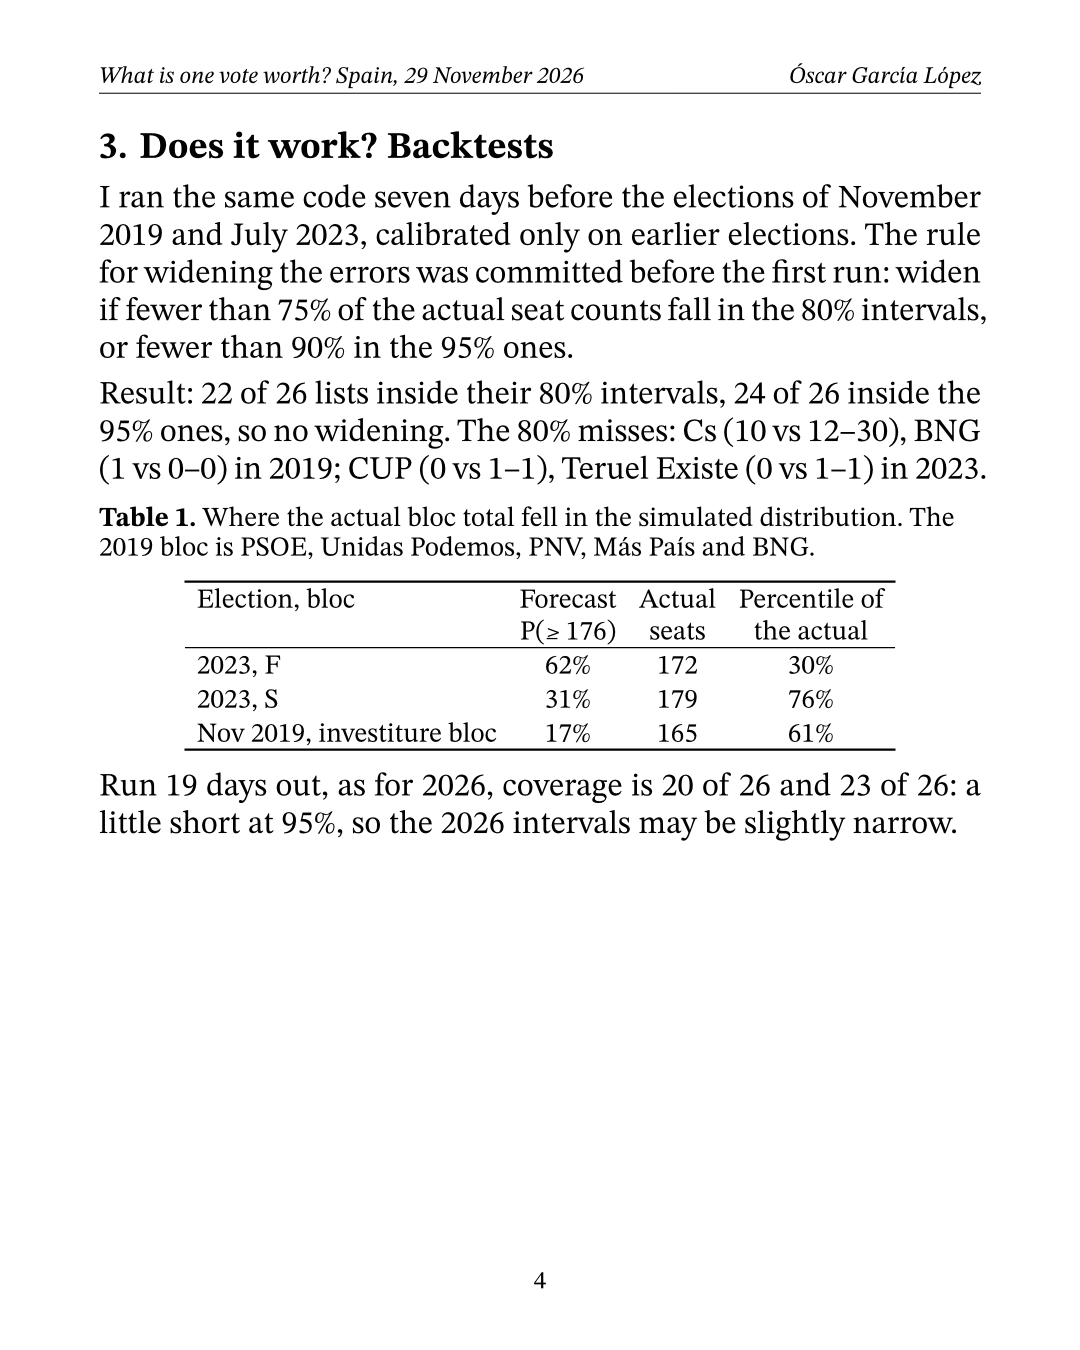 What is one vote worth? Spain, 29 November 2026 Óscar García López
3. Does it work? Backtests
I ran the same code seven days before the elections of November
2019 and July 2023, calibrated only on earlier elections. The rule
for widening the errors was committed before the first run: widen
if fewer than 75% of the actual seat counts fall in the 80% intervals,
or fewer than 90% in the 95% ones.
Result: 22 of 26 lists inside their 80% intervals, 24 of 26 inside the
95% ones, so no widening. The 80% misses: Cs (10 vs 12–30), BNG
(1 vs 0–0) in 2019; CUP (0 vs 1–1), Teruel Existe (0 vs 1–1) in 2023.
Table 1. Where the actual bloc total fell in the simulated distribution. The
2019 bloc is PSOE, Unidas Podemos, PNV, Más País and BNG.
Election, bloc Forecast Actual Percentile of
P(≥ 176) seats the actual
2023, F 62% 172 30%
2023, S 31% 179 76%
Nov 2019, investiture bloc 17% 165 61%
Run 19 days out, as for 2026, coverage is 20 of 26 and 23 of 26: a
little short at 95%, so the 2026 intervals may be slightly narrow.
4